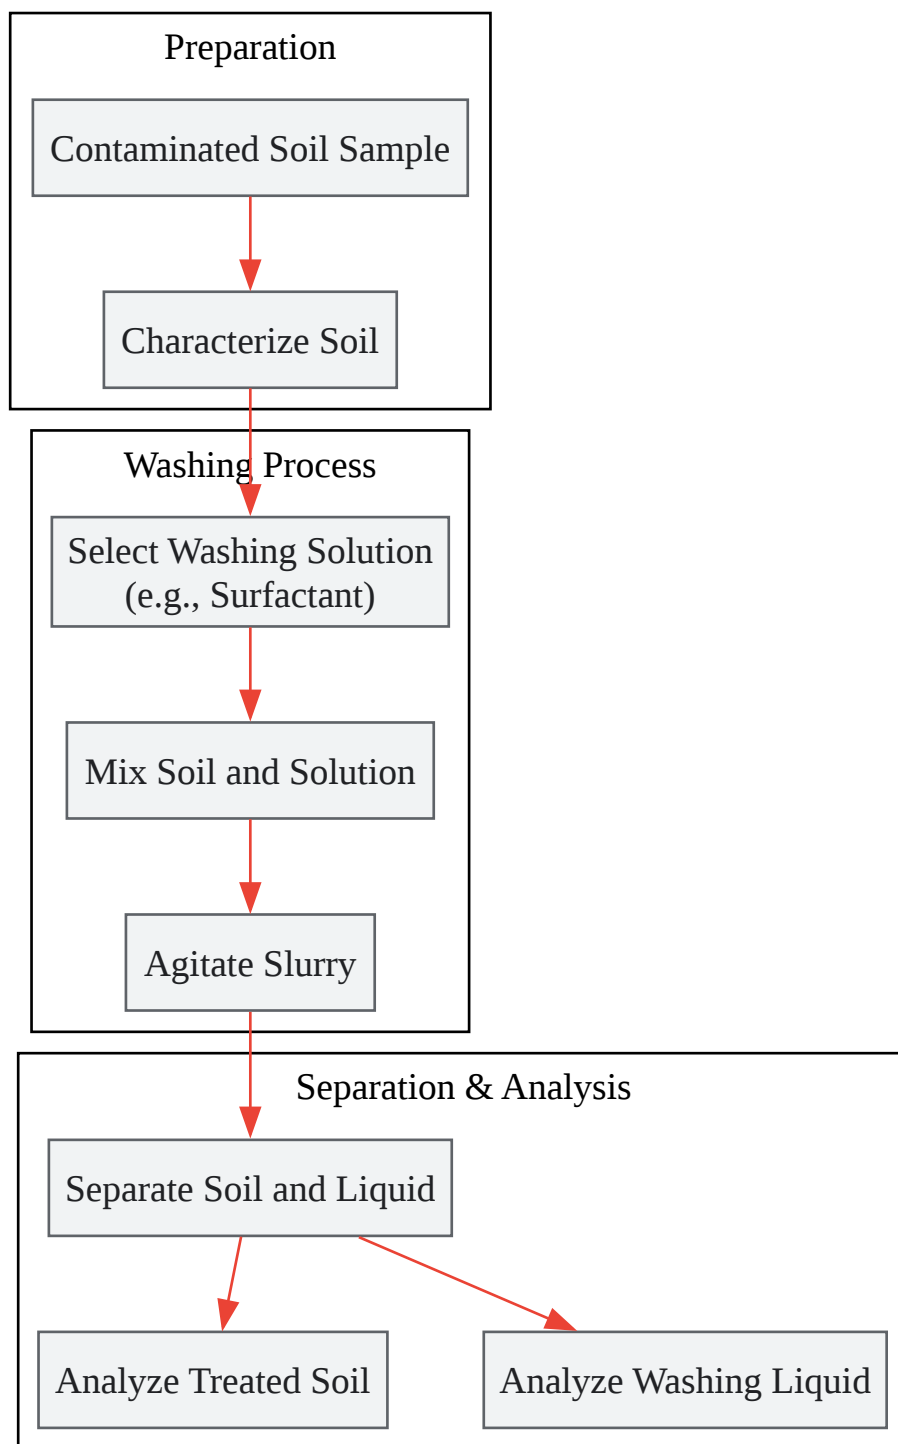 Preparation
Contaminated Soil Sample
Characterize Soil
Washing Process
Select Washing Solution
(e.g., Surfactant)
Mix Soil and Solution
Agitate Slurry
Separation & Analysis
Separate Soil and Liquid
Analyze Treated Soil
Analyze Washing Liquid